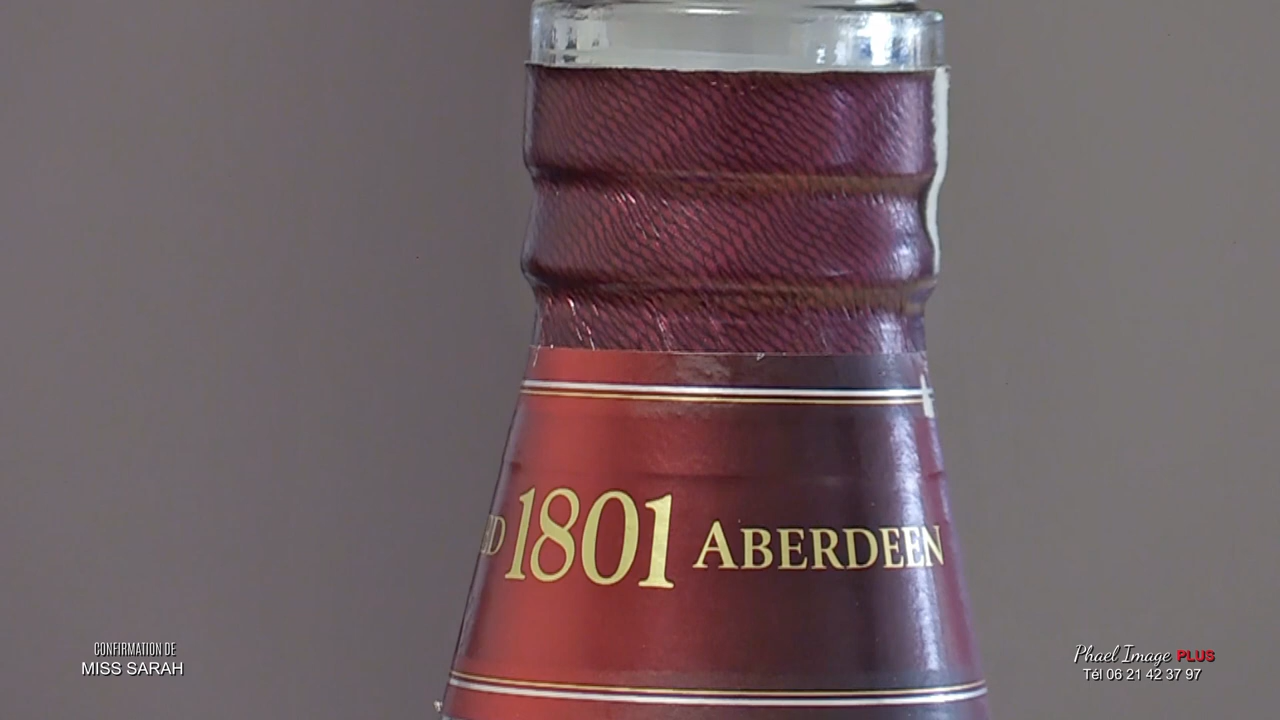 1801 ABERDEEN
CONFIRMATION DE
MISS SARAH
Phael Image PLUS
Tél 06 21 42 37 97